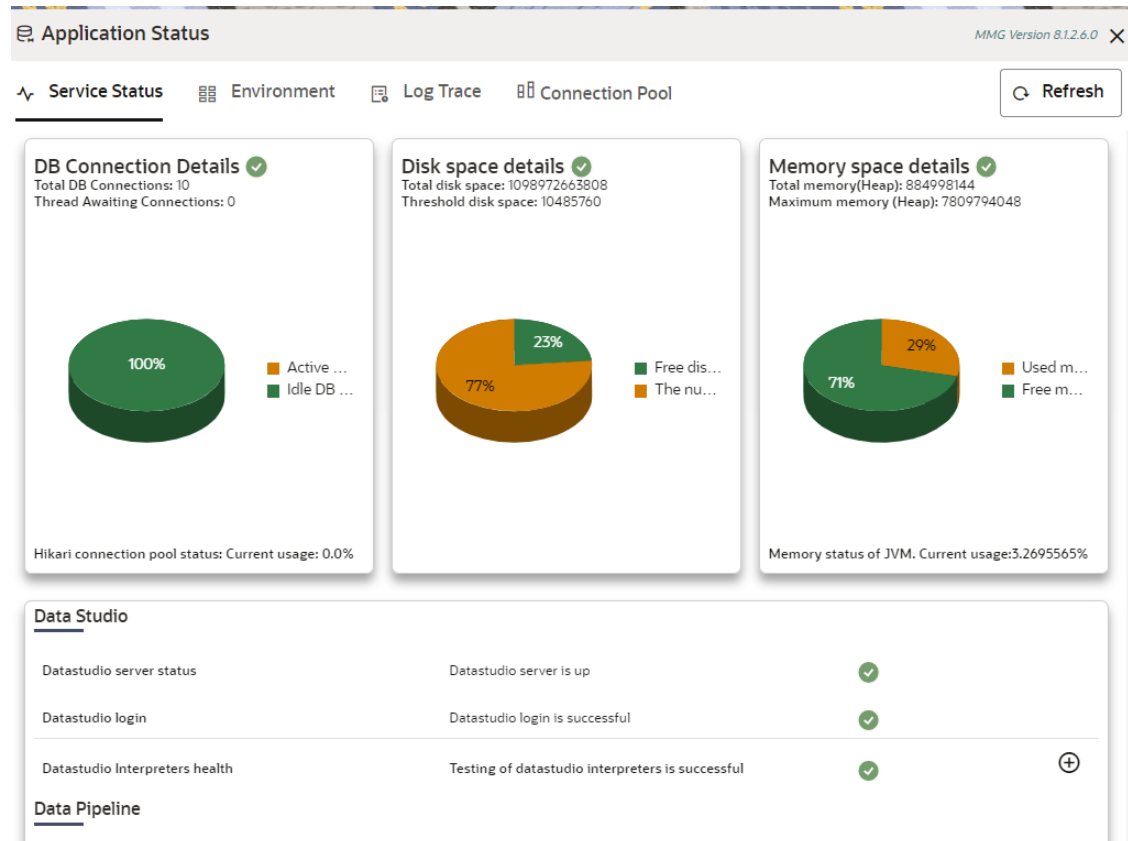 Application Status
MMG Version 8.1.2.6.0
Service Status
Environment
Log Trace
Connection Pool
Refresh
DB Connection Details
Total DB Connections: 10
Thread Awaiting Connections: 0
100%
Active ...
Idle DB ...
Hikari connection pool status: Current usage: 0.0%
Disk space details
Total disk space: 1098972663808
Threshold disk space: 10485760
23%
77%
Free dis...
The nu...
Memory space details
Total memory(Heap): 884998144
Maximum memory (Heap): 7809794048
29%
71%
Used m...
Free m...
Memory status of JVM. Current usage:3.2695565%
Data Studio
Datastudio server status Datastudio server is up
Datastudio login Datastudio login is successful
Datastudio Interpreters health Testing of datastudio interpreters is successful
Data Pipeline